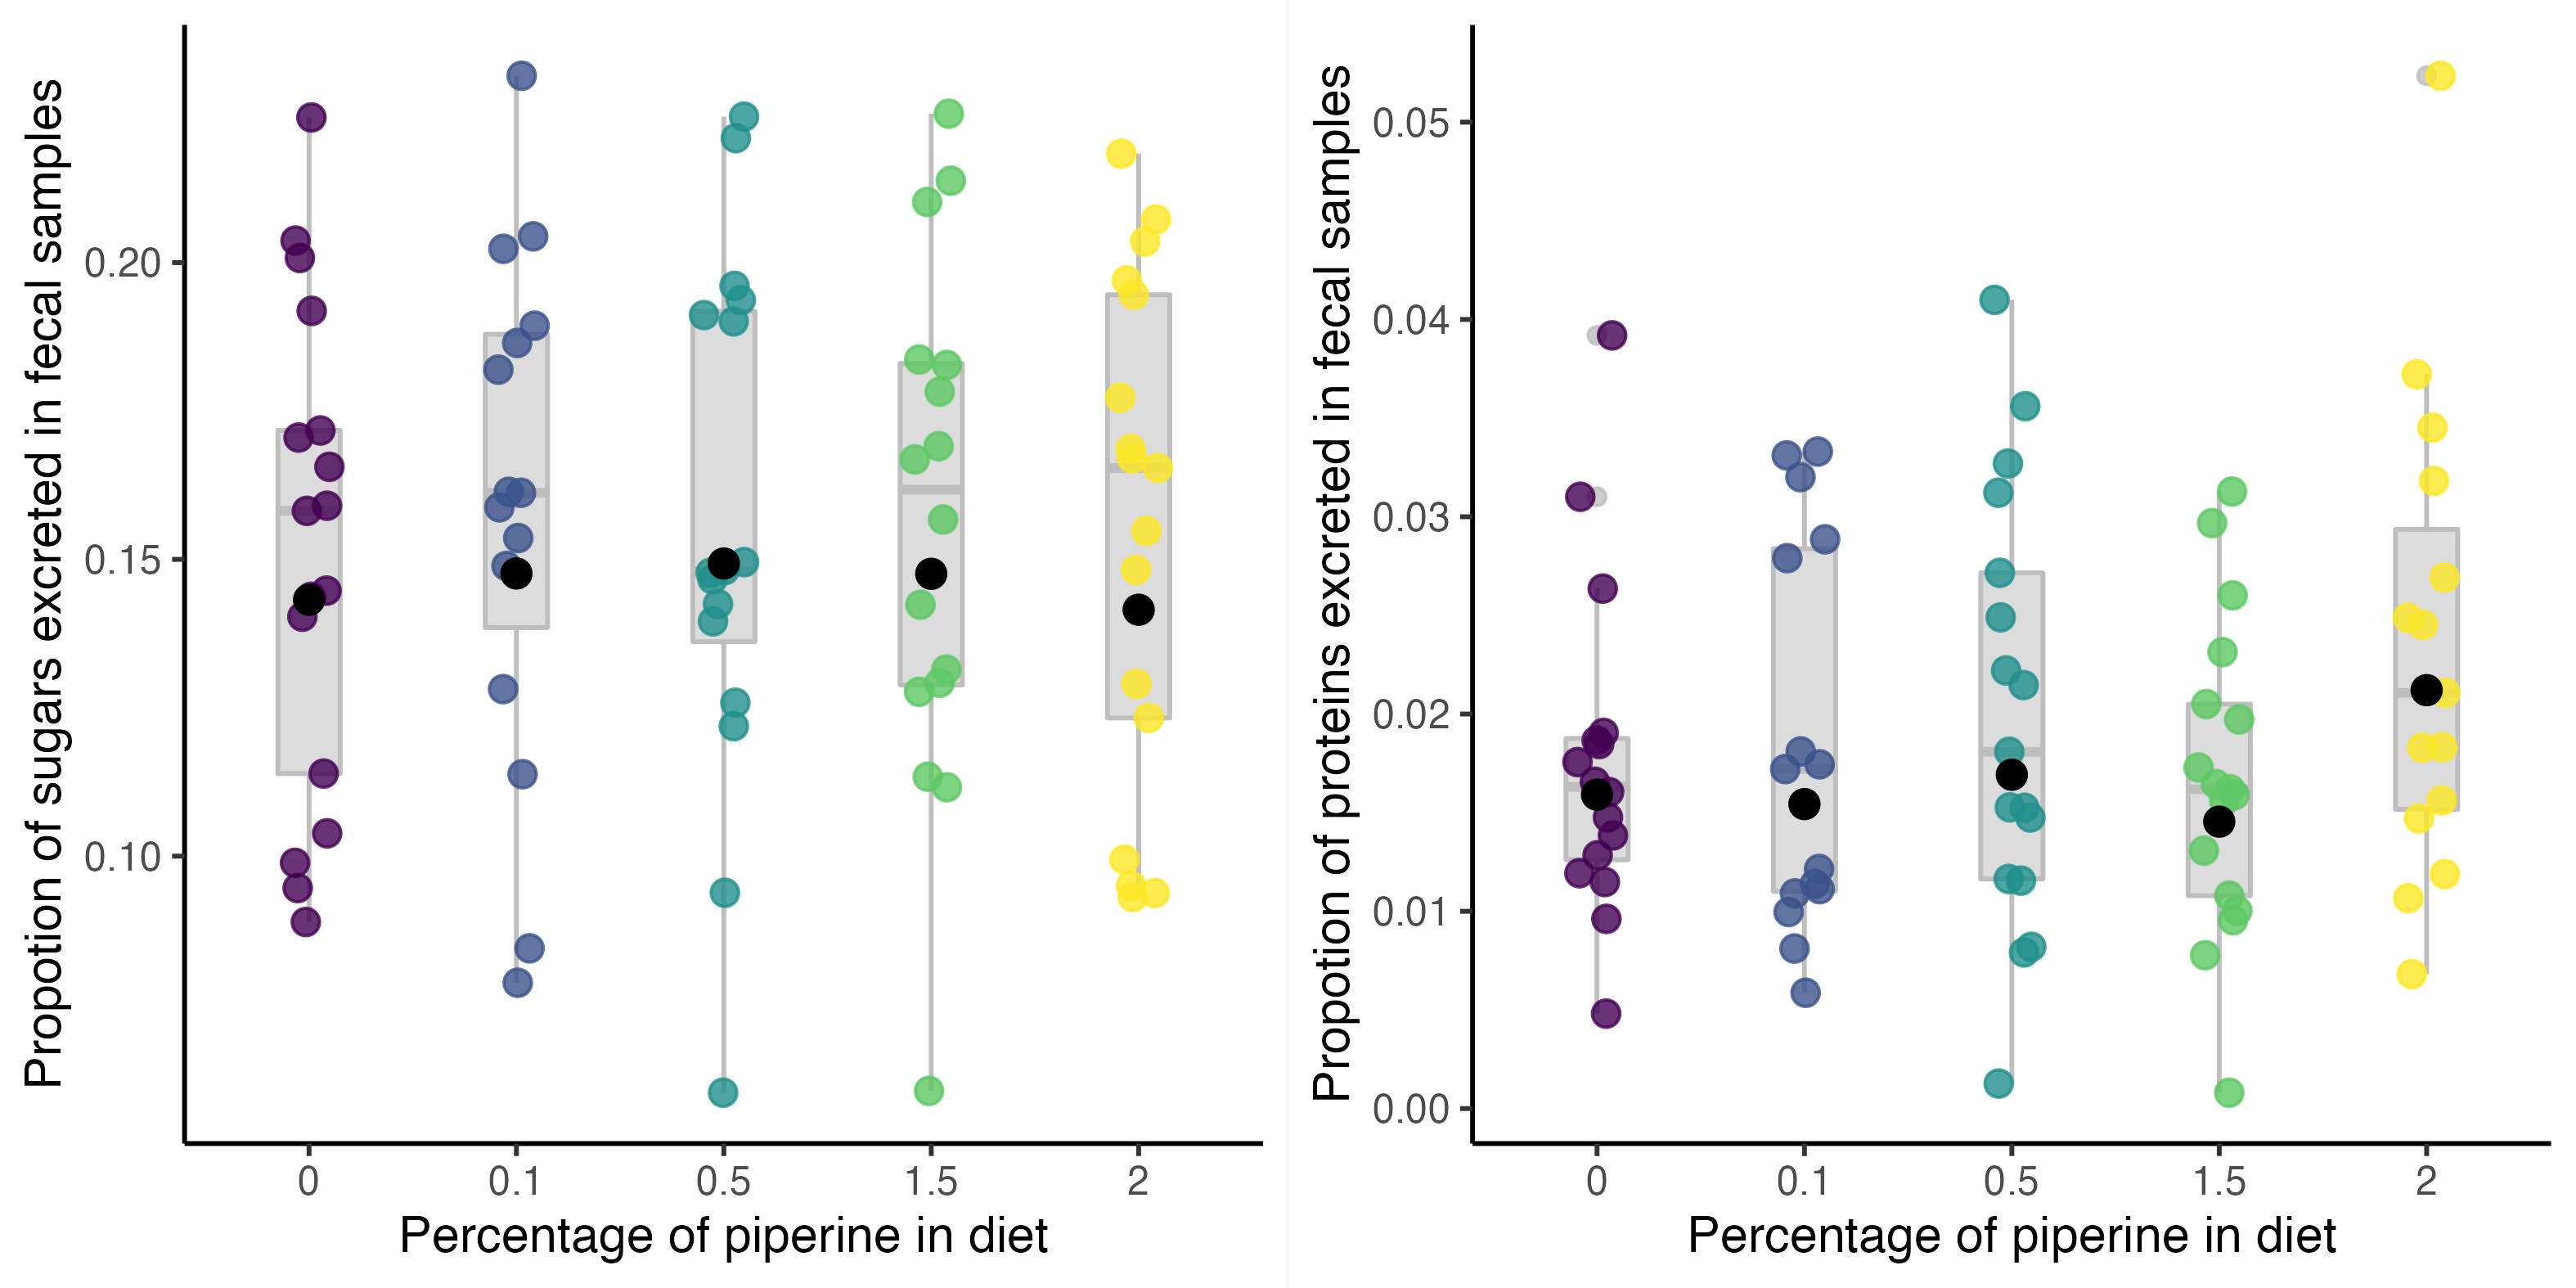 Propotion of sugars excreted in fecal samples
0.20
0.15
0.10
0 0.1 0.5 1.5 2
Percentage of piperine in diet
Propotion of proteins excreted in fecal samples
0.05
0.04
0.03
0.02
0.01
0.00
0 0.1 0.5 1.5 2
Percentage of piperine in diet